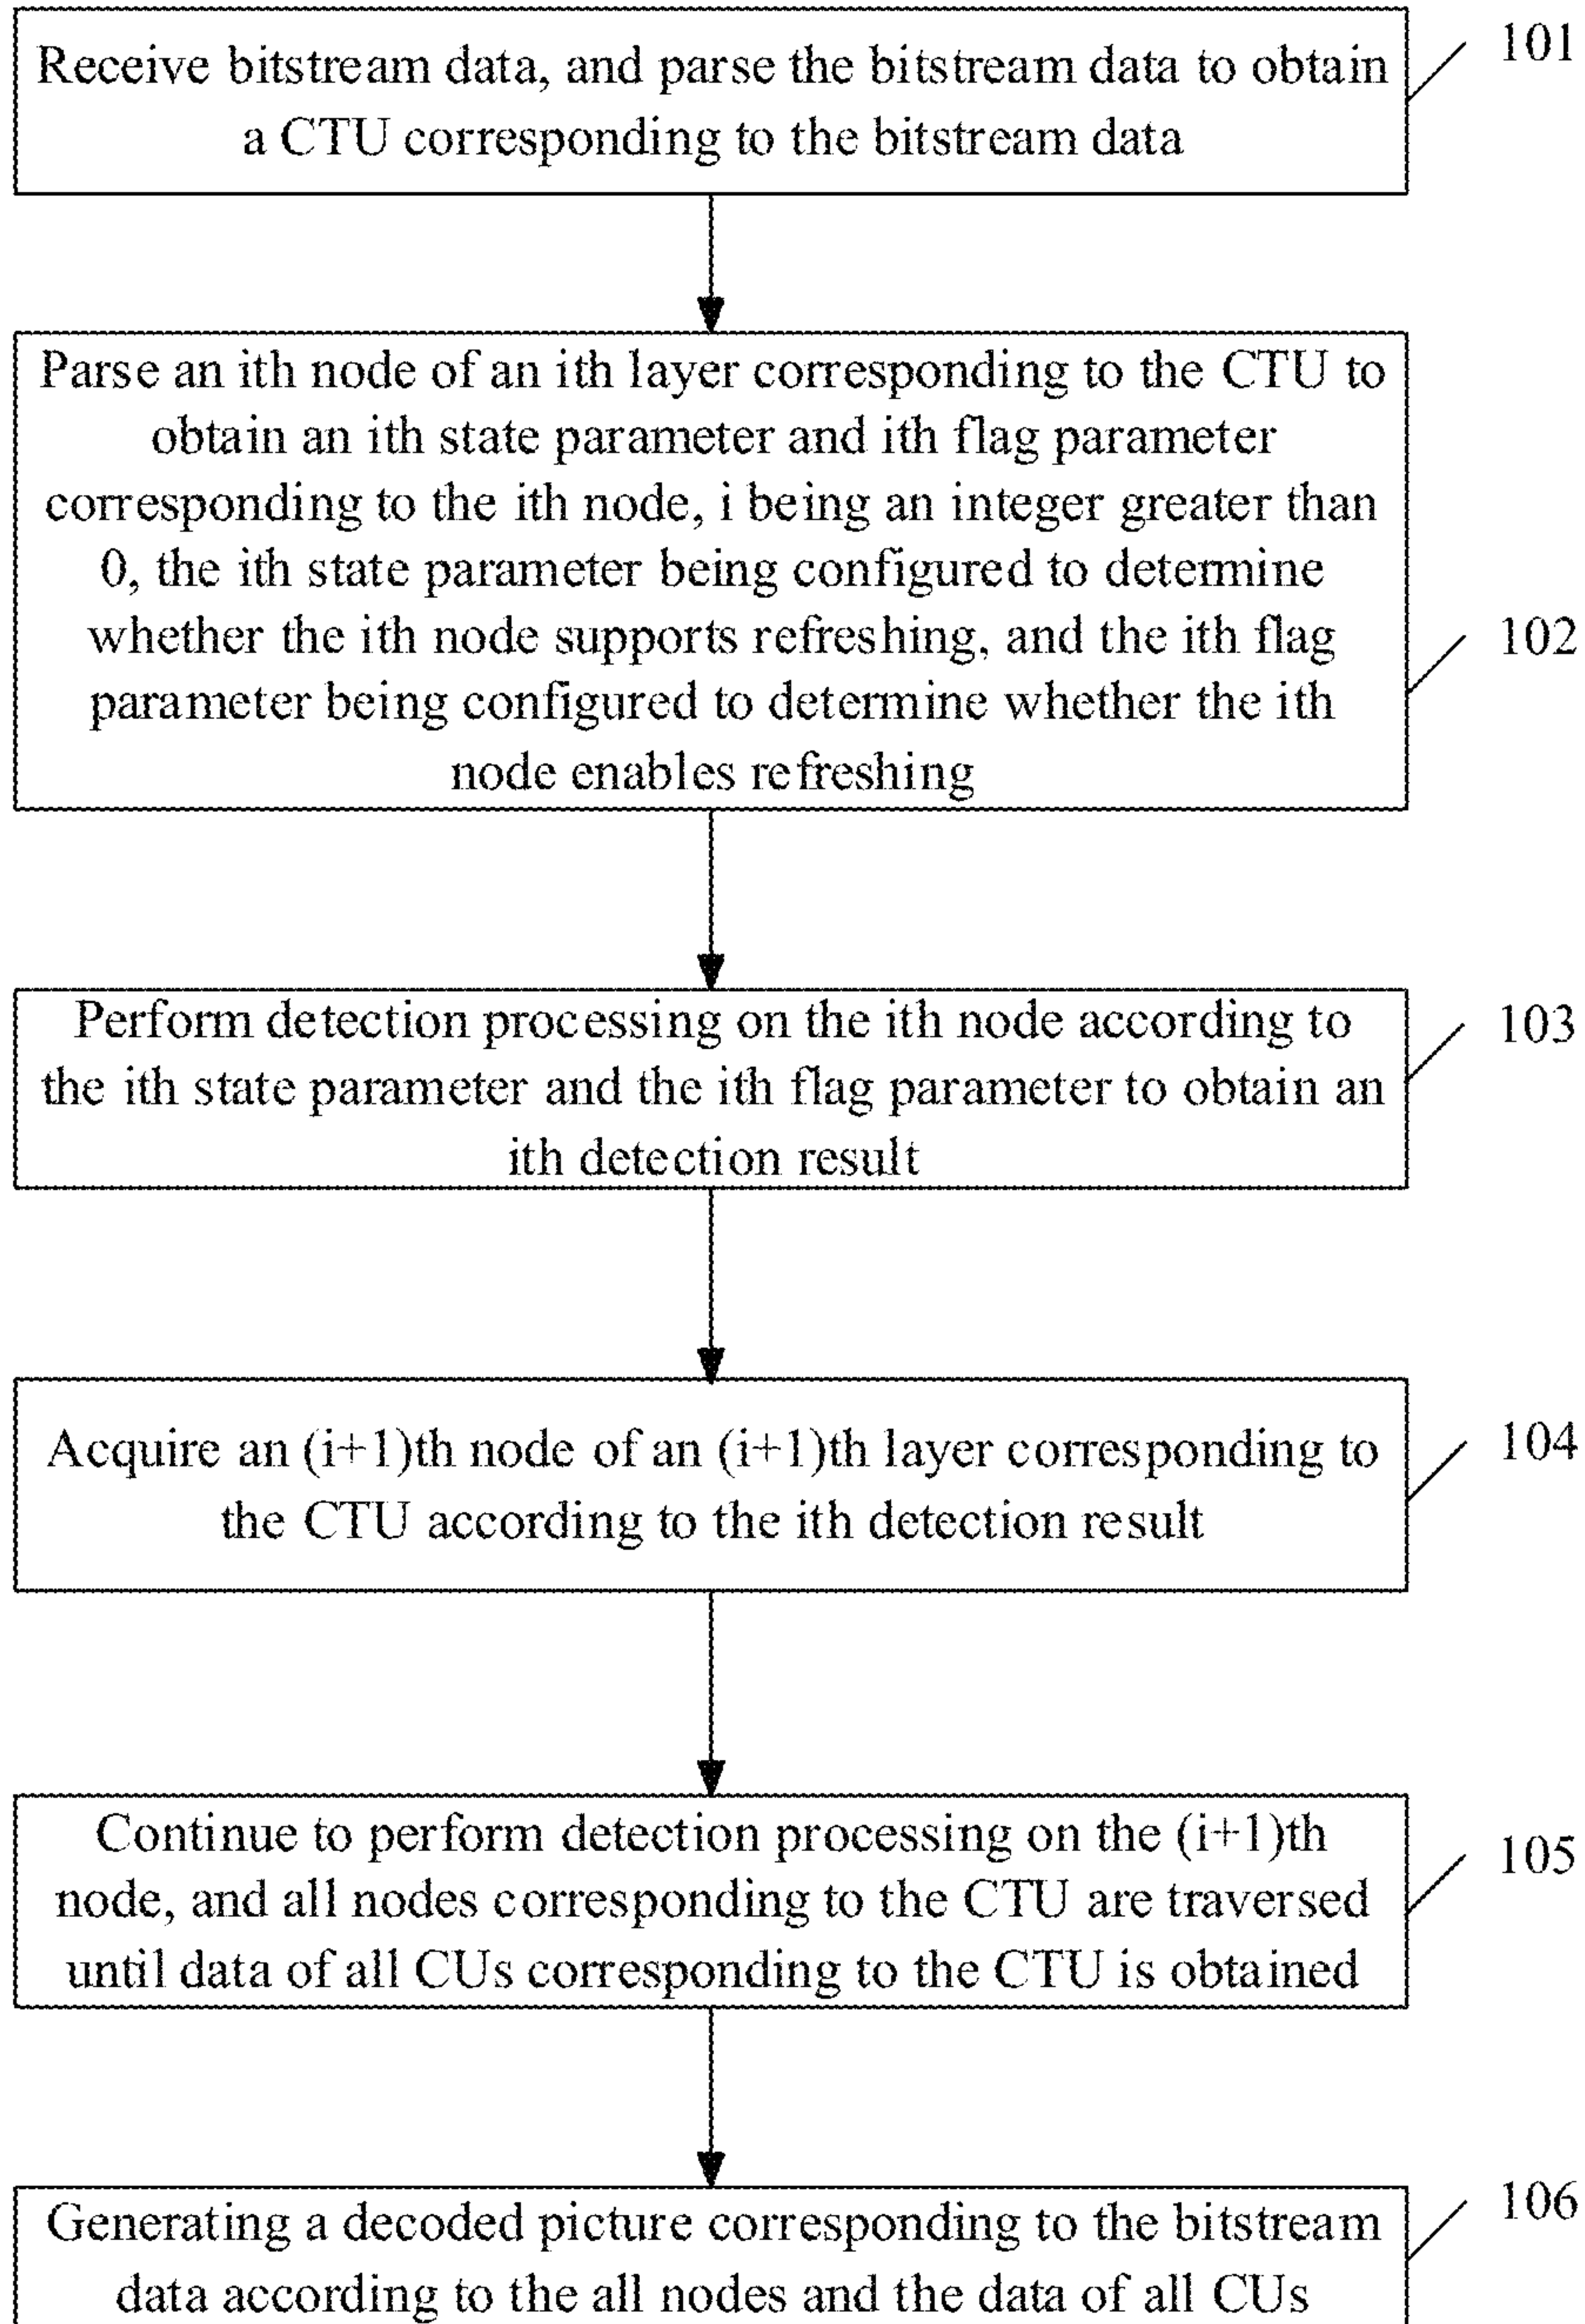 Receive bitstream data, and parse the bitstream data to obtain
a CTU corresponding to the bitstream data
101
Parse an ith node of an ith layer corresponding to the CTU to
obtain an ith state parameter and ith flag parameter
corresponding to the ith node, i being an integer greater than
0, the ith state parameter being configured to determine
whether the ith node supports refreshing, and the ith flag
parameter being configured to determine whether the ith
node enables refreshing
102
Perform detection processing on the ith node according to
the ith state parameter and the ith flag parameter to obtain an
ith detection result
103
Acquire an (i+1)th node of an (i+1)th layer corresponding to
the CTU according to the ith detection result
104
Continue to perform detection processing on the (i+1)th
node, and all nodes corresponding to the CTU are traversed
until data of all CUs corresponding to the CTU is obtained
105
Generating a decoded picture corresponding to the bitstream
data according to the all nodes and the data of all CUs
106